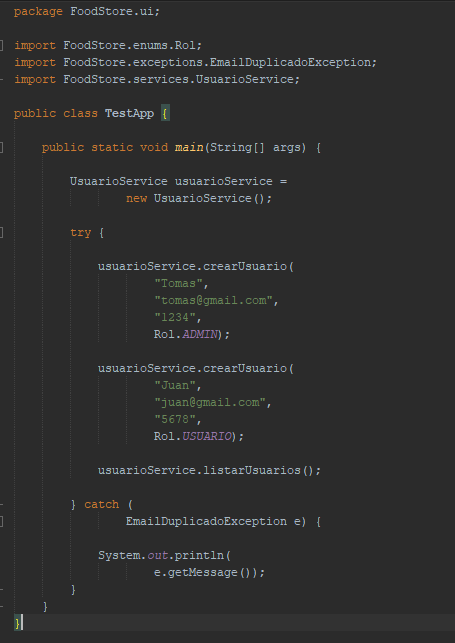 package FoodStore.ui;
import FoodStore.enums.Rol;
import FoodStore.exceptions.EmailDuplicadoException;
import FoodStore.services.UsuarioService;
public class TestApp {
public static void main(String[] args) {
UsuarioService usuarioService =
new UsuarioService();
try {
usuarioService.crearUsuario(
"Tomas",
"tomas@gmail.com",
"1234",
Rol.ADMIN);
usuarioService.crearUsuario(
"Juan",
"juan@gmail.com",
"5678",
Rol.USUARIO);
usuarioService.listarUsuarios();
} catch (
EmailDuplicadoException e) {
System.out.println(
e.getMessage());
}
}
}